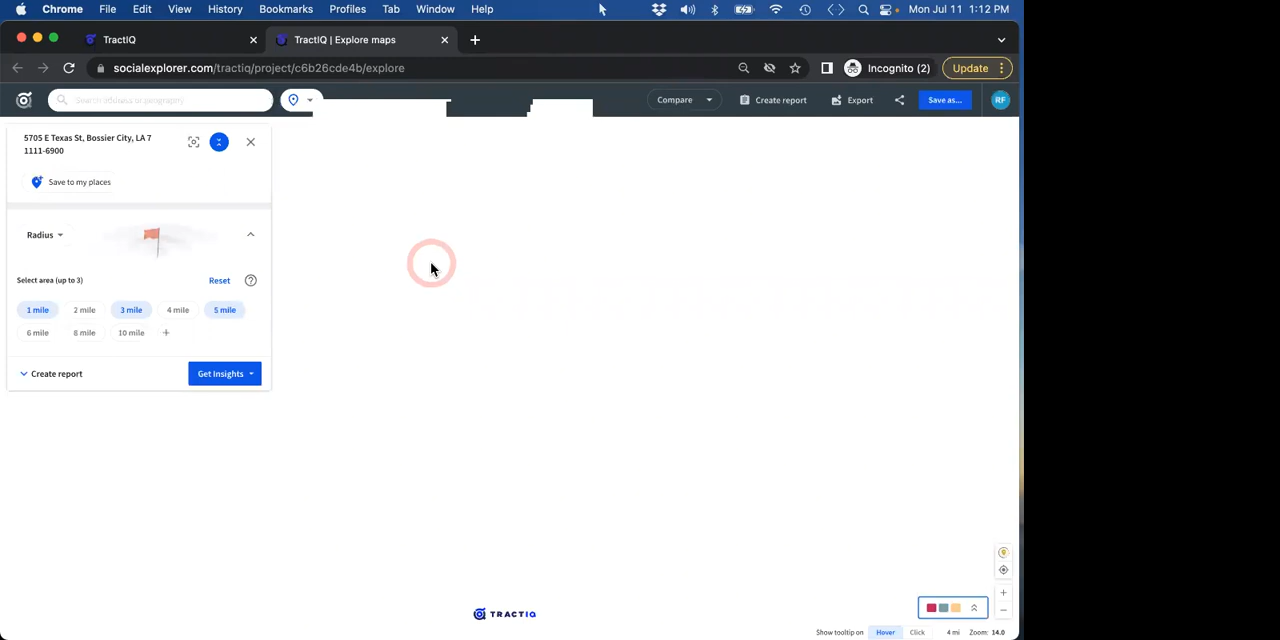 Chrome File Edit View History Bookmarks Profiles Tab Window Help Mon Jul 11 1:12 PM
TractIQ TractIQ | Explore maps
socialexplorer.com/tractiq/project/c6b26cde4b/explore Incognito (2) Update
Search address or geography Compare Create report Export Save as... RF
5705 E Texas St, Bossier City, LA 7
1111-6900
Save to my places
Radius
Select area (up to 3) Reset ?
1 mile 2 mile 3 mile 4 mile 5 mile
6 mile 8 mile 10 mile +
Create report Get Insights
TRACTIQ
Show tooltip on Hover Click 4 mi Zoom: 14.0